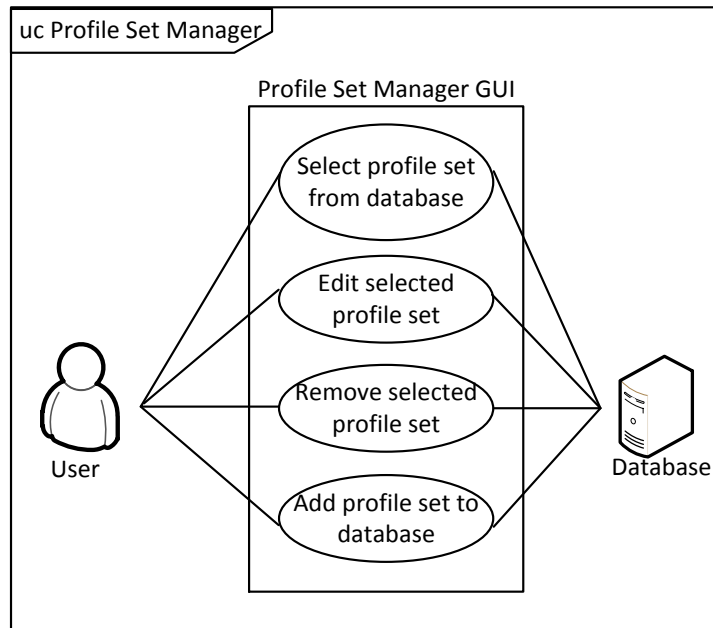 uc Profile Set Manager
Profile Set Manager GUI
Select profile set
from database
Edit selected
profile set
Remove selected
profile set
Add profile set to
database
User
Database